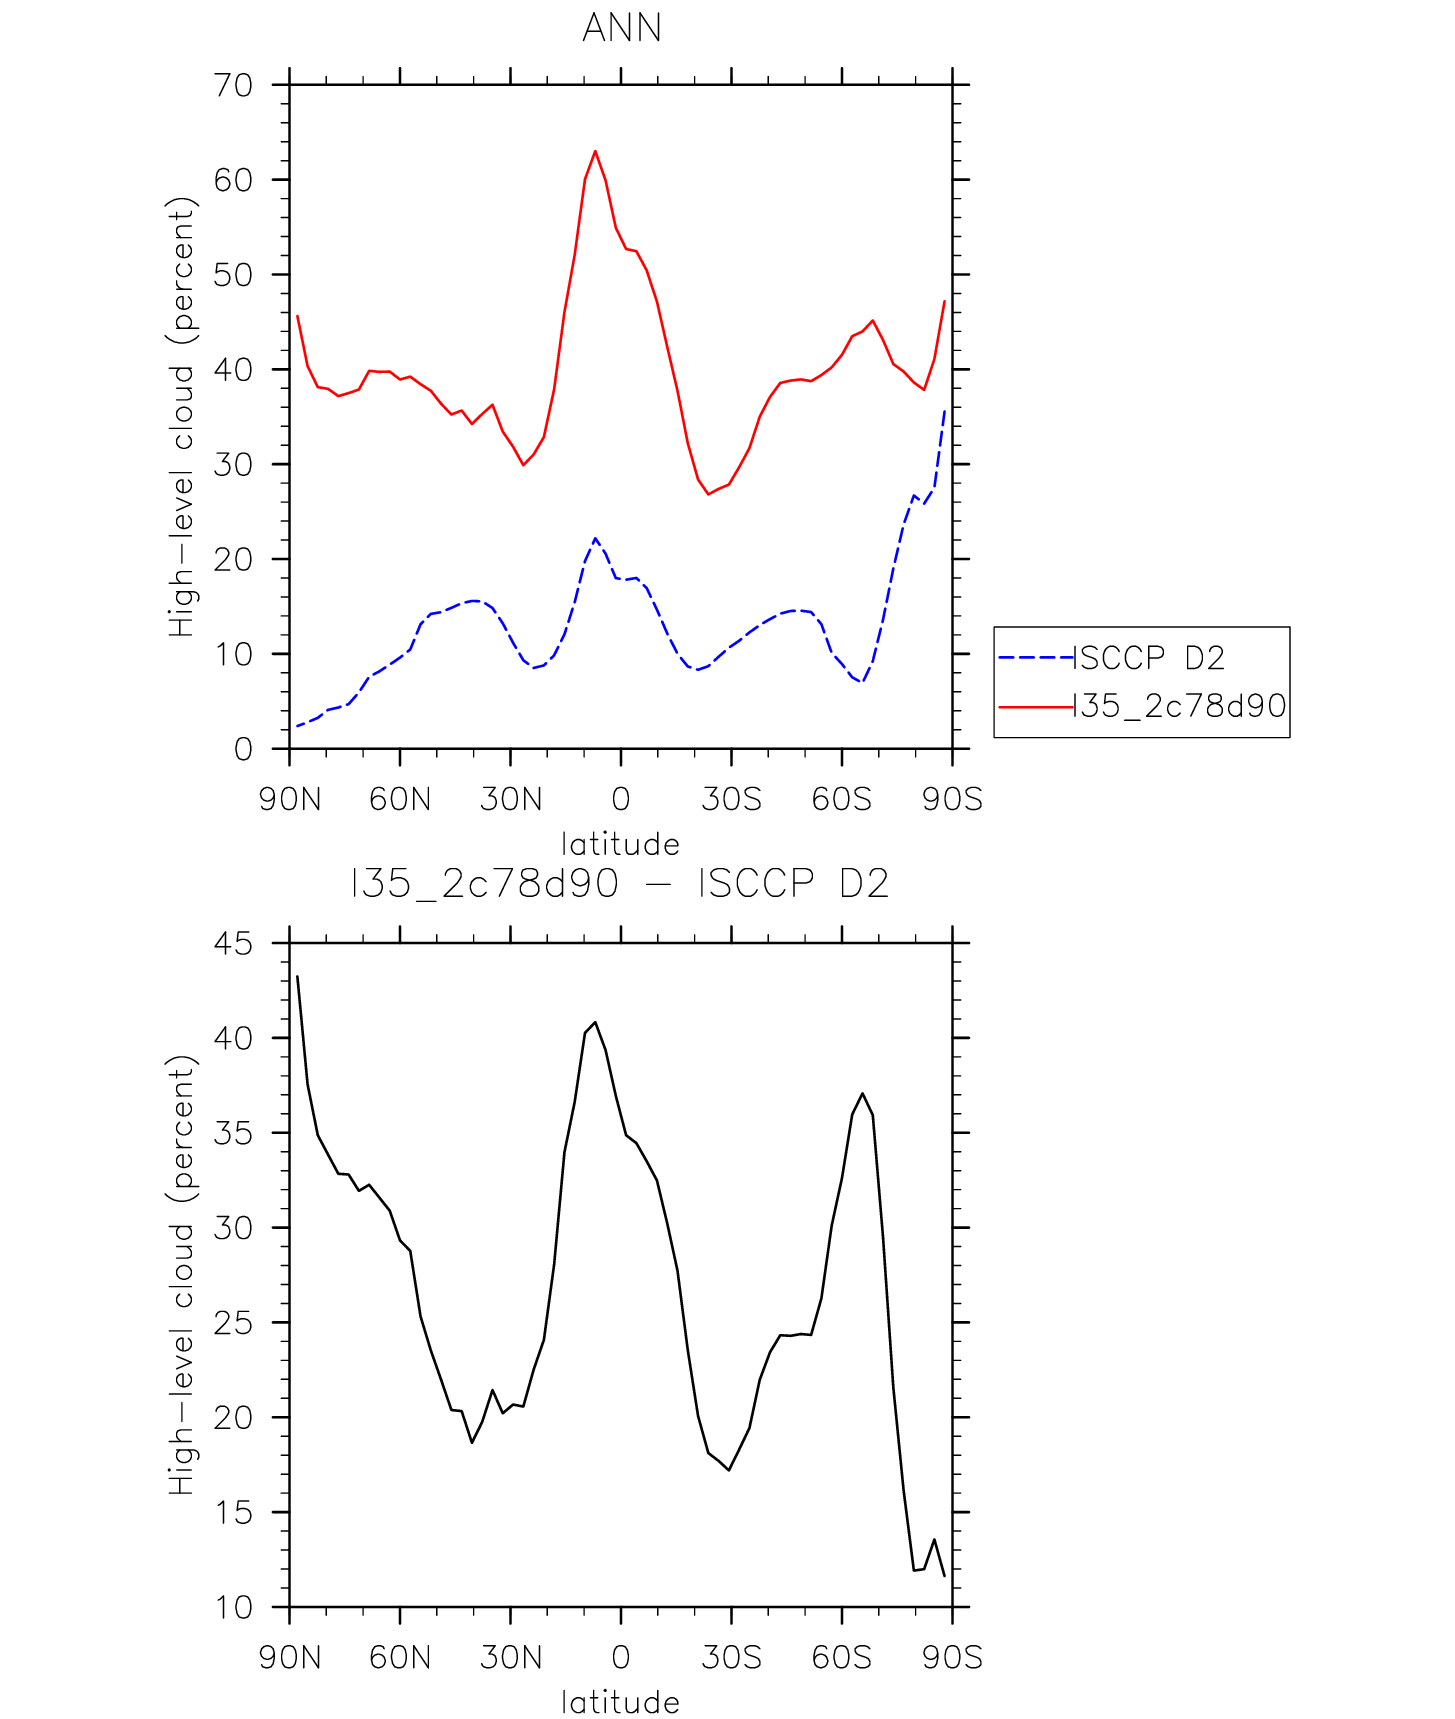 ANN
70
60
50
40
30
20
10
0
High-level cloud (percent)
90N 60N 30N 0 30S 60S 90S
latitude
ISCCP D2
I35_2c78d90
I35_2c78d90 - ISCCP D2
45
40
35
30
25
20
15
10
High-level cloud (percent)
90N 60N 30N 0 30S 60S 90S
latitude